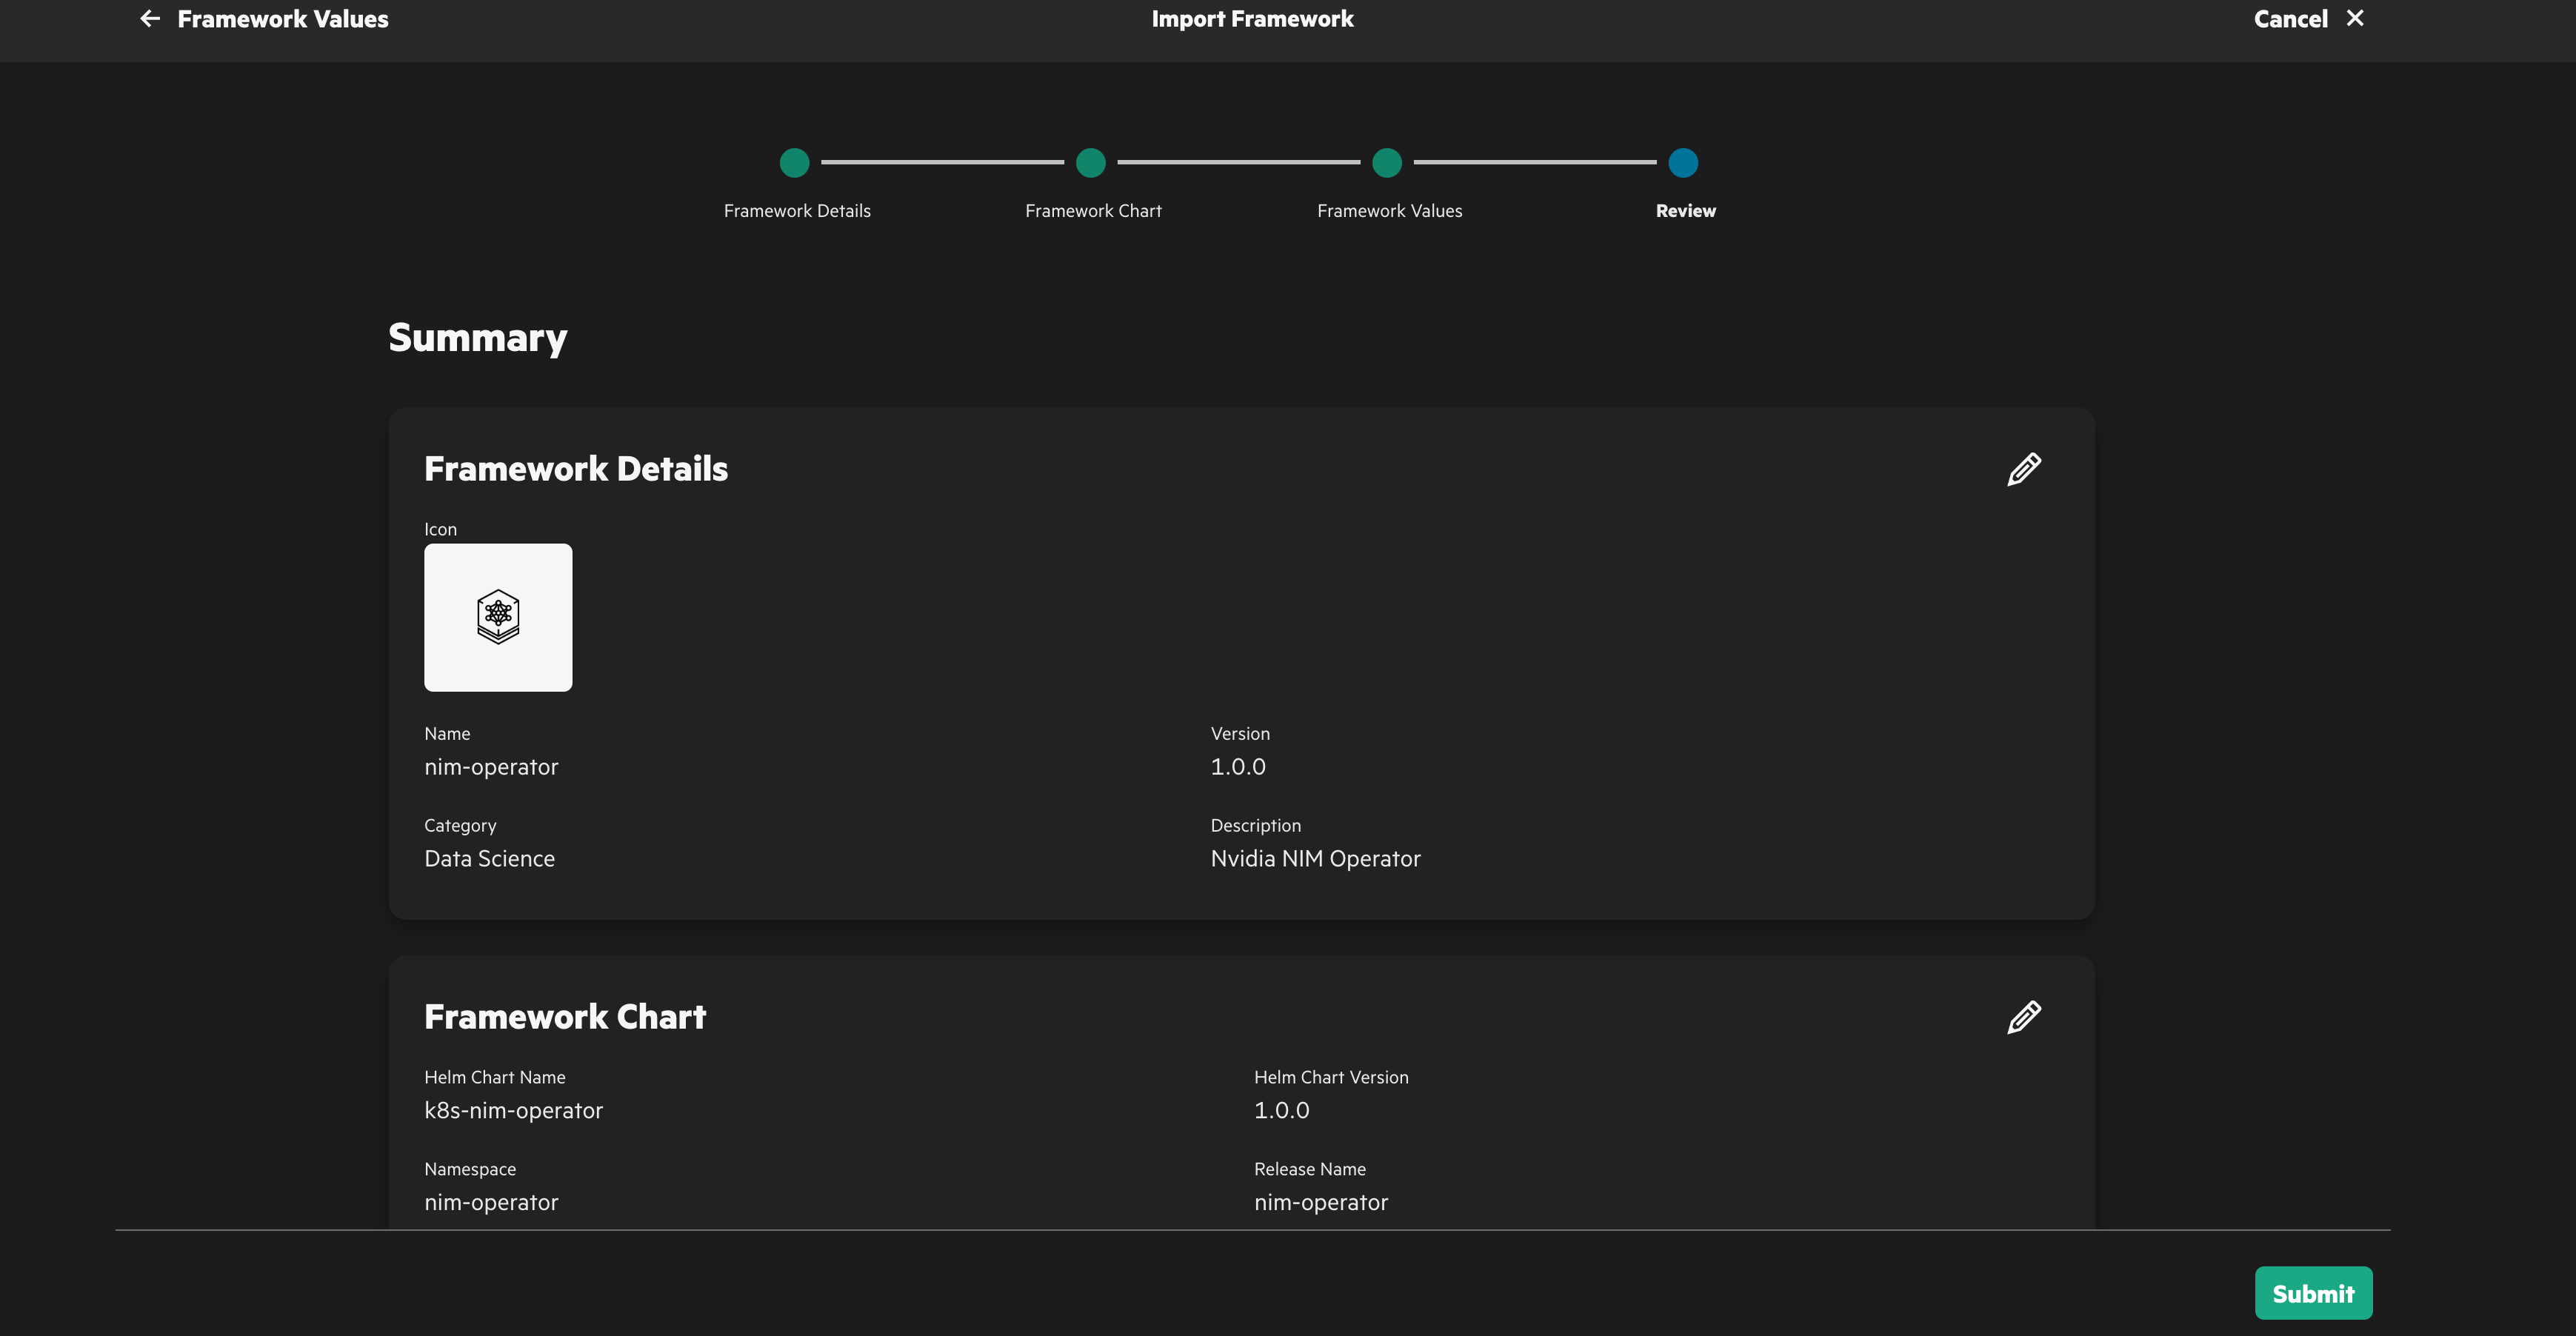 Framework Values
Import Framework
Cancel
Framework Details
Framework Chart
Framework Values
Review
Summary
Framework Details
Icon
Name
Version
nim-operator
1.0.0
Category
Description
Data Science
Nvidia NIM Operator
Framework Chart
Helm Chart Name
Helm Chart Version
k8s-nim-operator
1.0.0
Namespace
Release Name
nim-operator
nim-operator
Submit